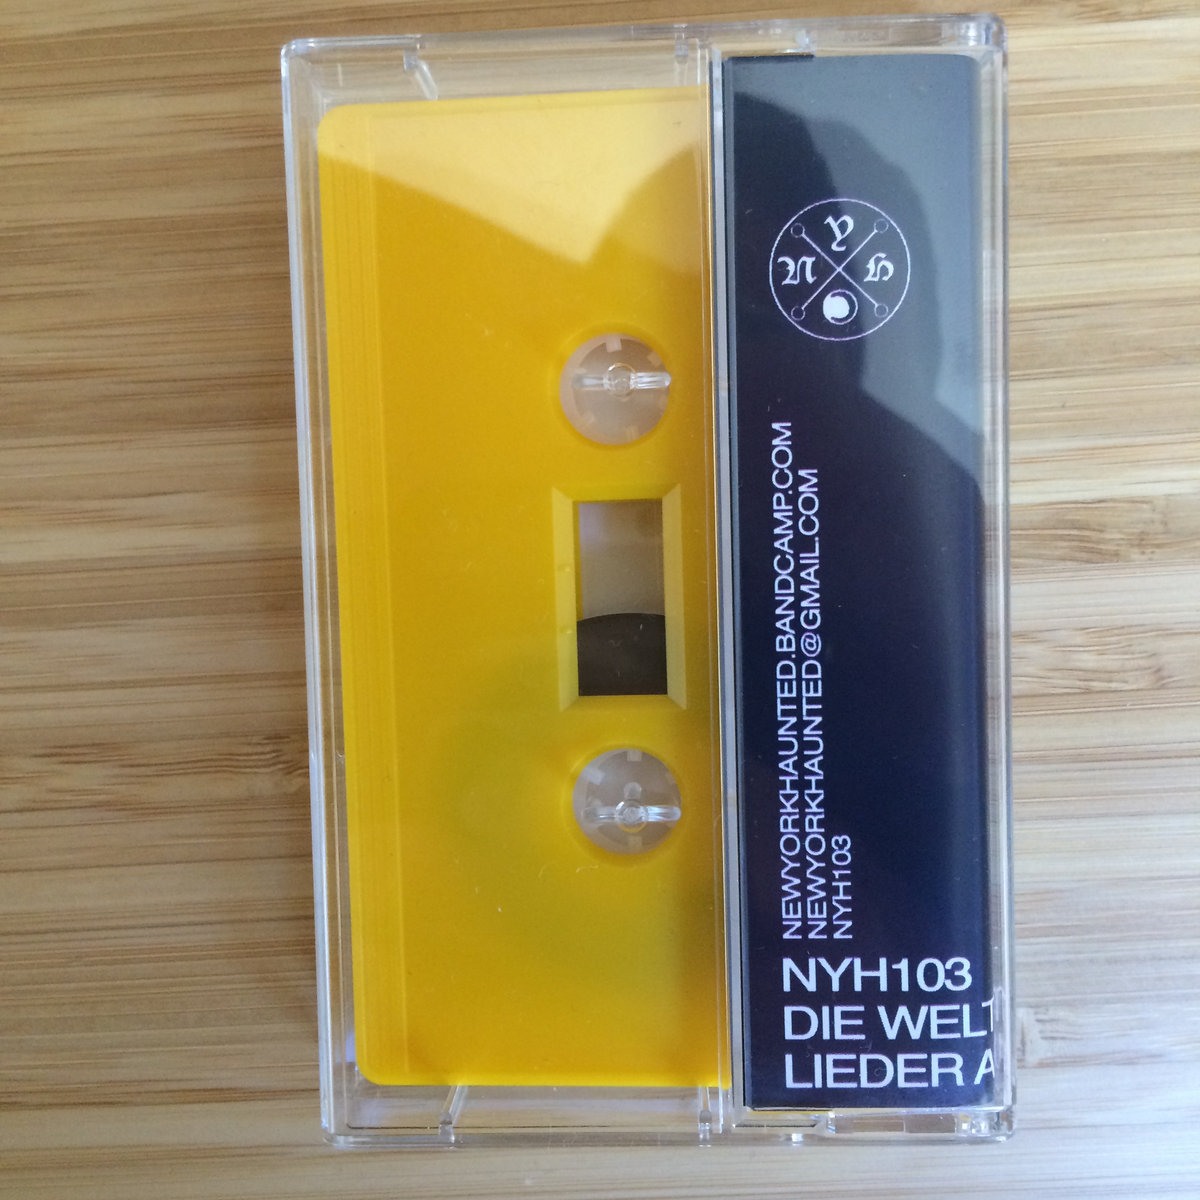 N Y H
NEWYORKHAUNTED.BANDCAMP.COM
NEWYORKHAUNTED@GMAIL.COM
NYH103
NYH103
DIE WELT
LIEDER A